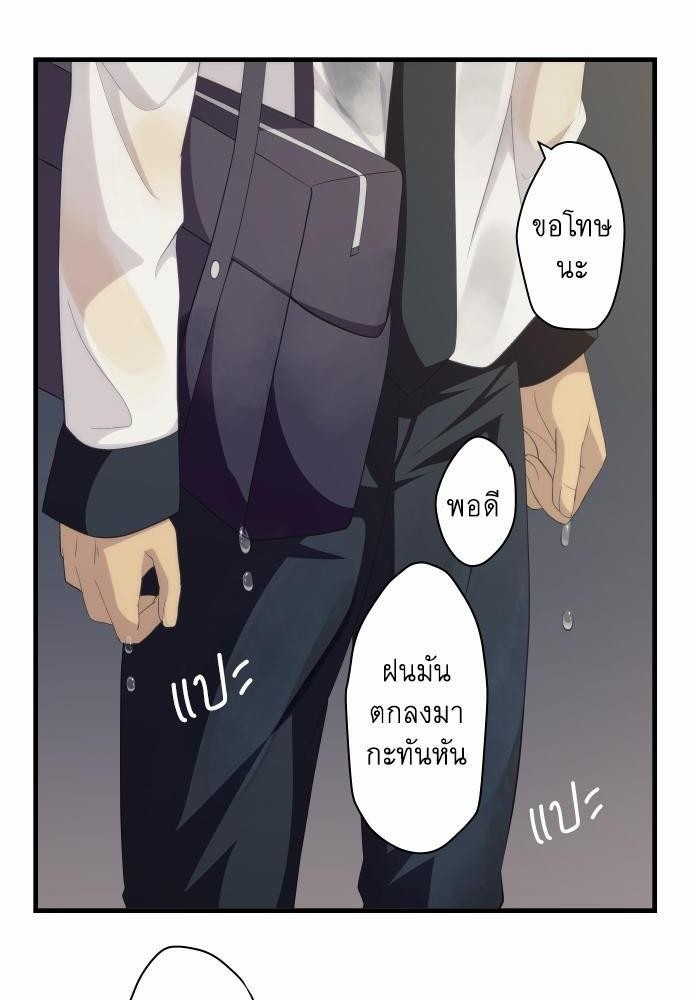 ขอโทษ
นะ
พอดี
ฝนมัน
ตกลงมา
กะทันหัน
แปะ
แปะ